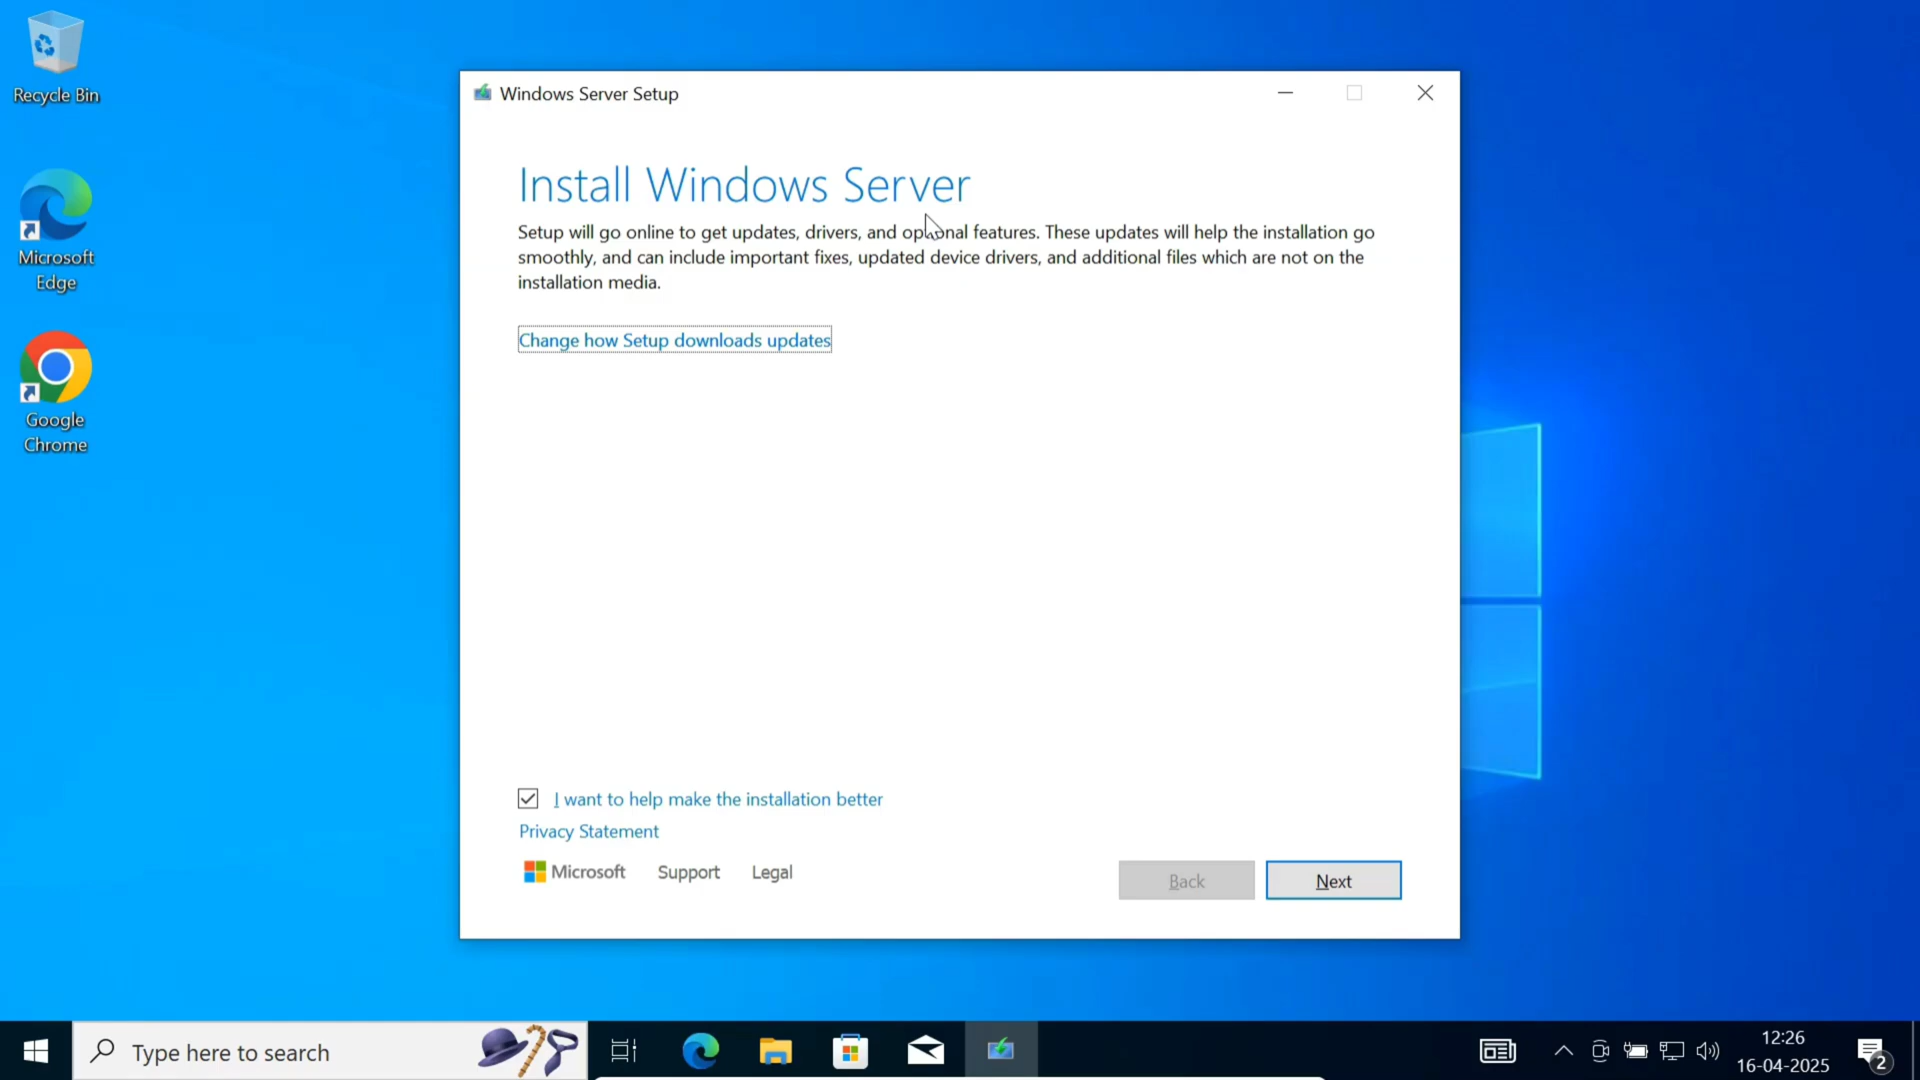 Recycle Bin
Microsoft
Edge
Google
Chrome
Windows Server Setup
Install Windows Server
Setup will go online to get updates, drivers, and optional features. These updates will help the installation go
smoothly, and can include important fixes, updated device drivers, and additional files which are not on the
installation media.
Change how Setup downloads updates
I want to help make the installation better
Privacy Statement
Microsoft Support Legal
Back Next
Type here to search
12:26
16-04-2025
2